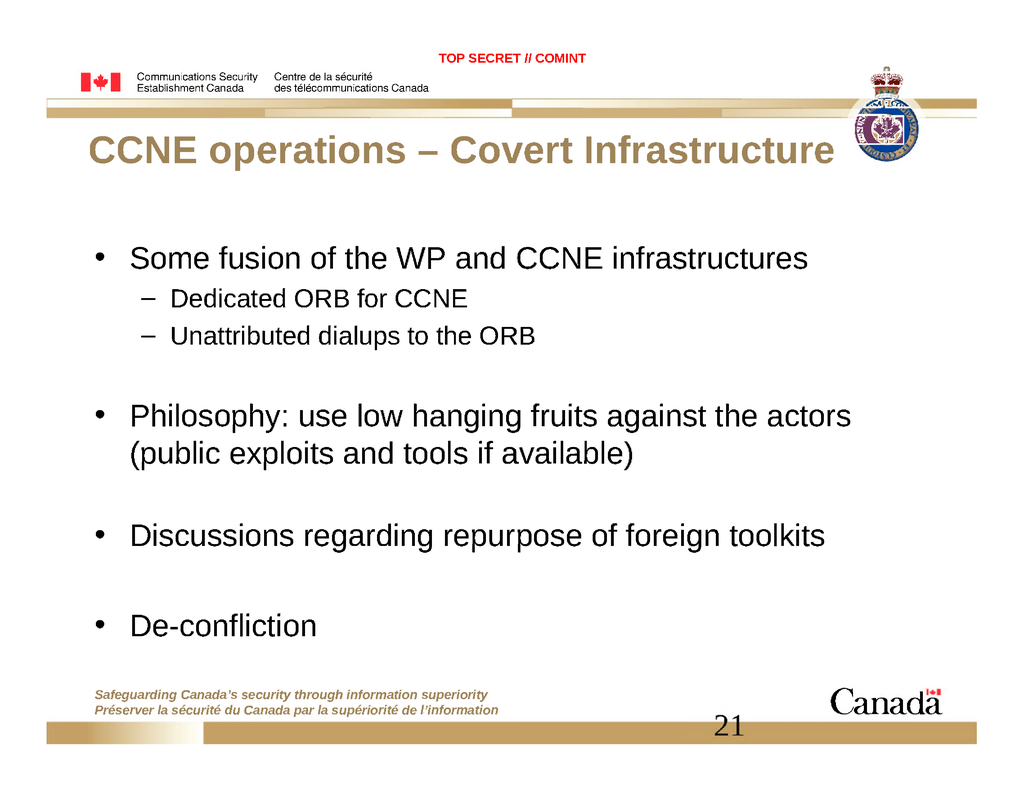 TOP SECRET // COMINT
Communications Security Centre de la sécurité
Establishment Canada des télécommunications Canada
CCNE operations – Covert Infrastructure
• Some fusion of the WP and CCNE infrastructures
– Dedicated ORB for CCNE
– Unattributed dialups to the ORB
• Philosophy: use low hanging fruits against the actors
(public exploits and tools if available)
• Discussions regarding repurpose of foreign toolkits
• De-confliction
Safeguarding Canada’s security through information superiority
Préserver la sécurité du Canada par la supériorité de l’information
Canada
21